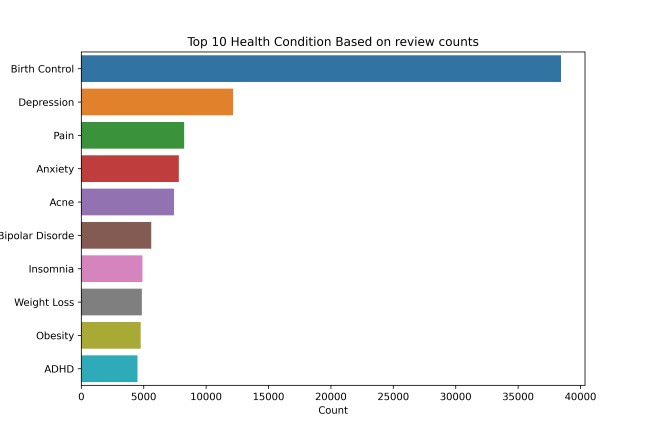 Top 10 Health Condition Based on review counts
Birth Control
Depression
Pain
Anxiety
Acne
Bipolar Disorde
Insomnia
Weight Loss
Obesity
ADHD
0 5000 10000 15000 20000 25000 30000 35000 40000
Count